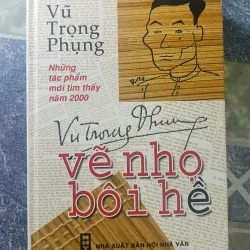 Vũ
Trọng
Phụng
Những
tác phẩm
mới tìm thấy
năm 2000
Vũ Trọng Phụng
vẽ nhọ
bôi hề
NHÀ XUẤT BẢN HỘI NHÀ VĂN